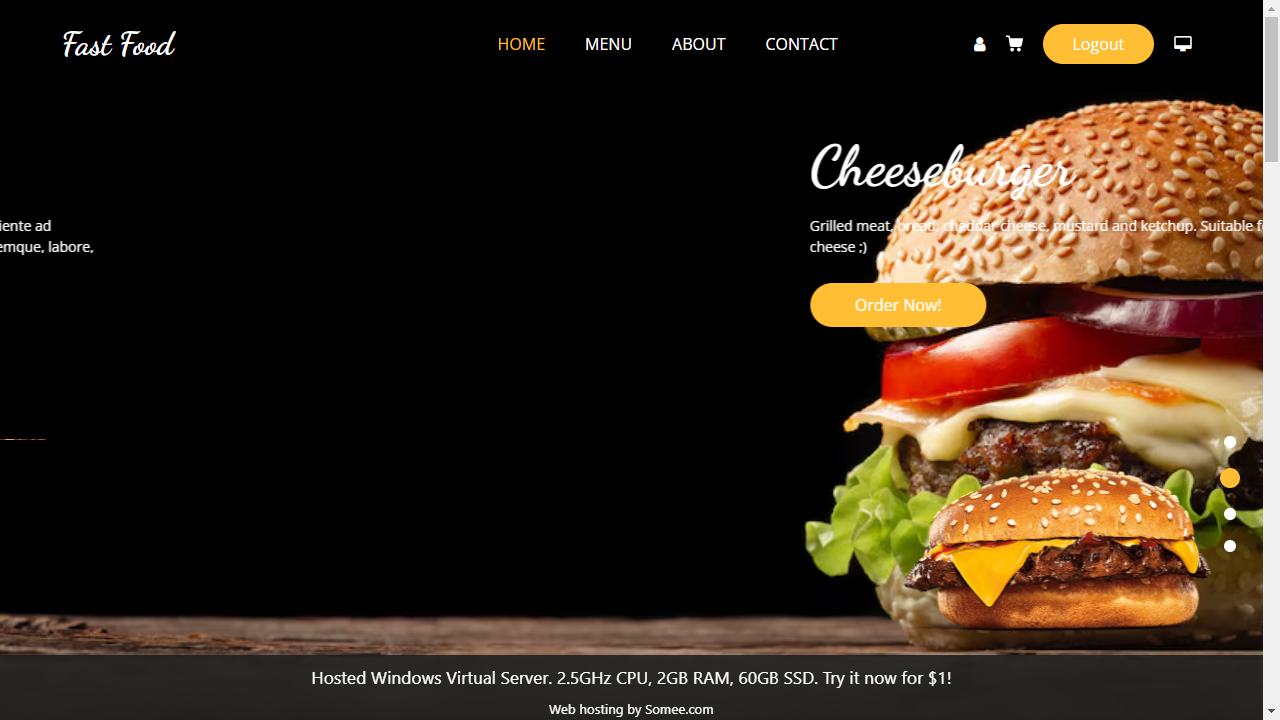 Fast Food
HOME MENU ABOUT CONTACT
Logout
Cheeseburger
iente ad
emque, labore,
Grilled meat, bread, cheddar cheese, mustard and ketchup. Suitable f
cheese ;)
Order Now!
Hosted Windows Virtual Server. 2.5GHz CPU, 2GB RAM, 60GB SSD. Try it now for $1!
Web hosting by Somee.com